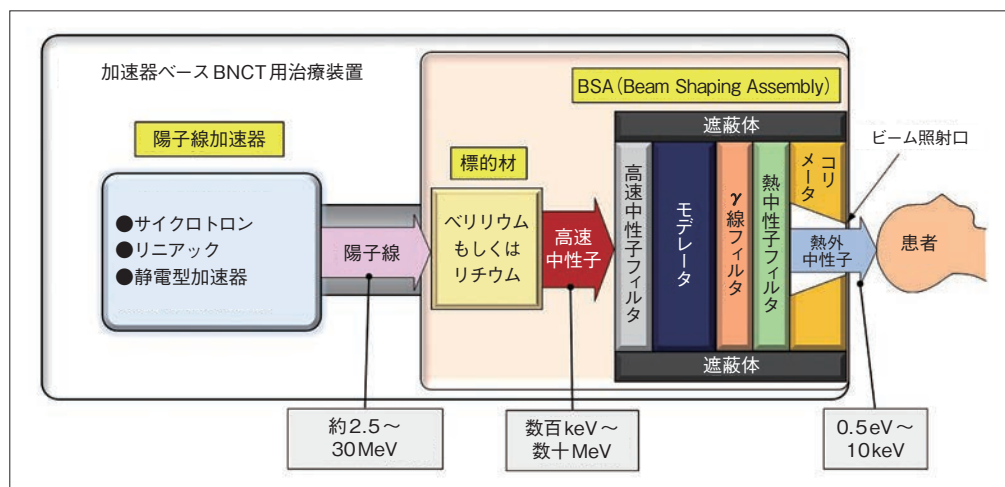 加速器ベースBNCT用治療装置
陽子線加速器
●サイクロトロン
●リニアック
●静電型加速器
陽子線
約2.5～
30MeV
標的材
ベリリウム
もしくは
リチウム
高速
中性子
数百keV～
数十MeV
BSA(Beam Shaping Assembly)
遮蔽体
高速中性子フィルタ
モデレータ
γ線フィルタ
熱中性子フィルタ
コリ
メータ
遮蔽体
ビーム照射口
熱外
中性子
患者
0.5eV～
10keV